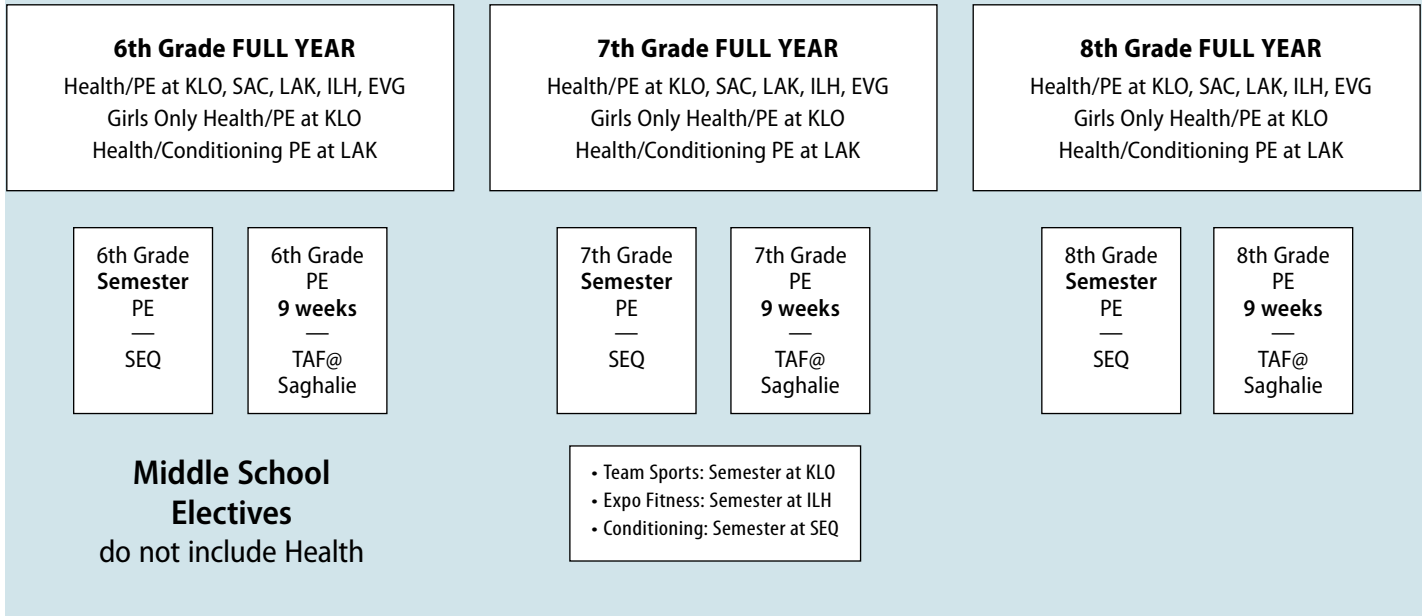 6th Grade FULL YEAR
Health/PE at KLO, SAC, LAK, ILH, EVG
Girls Only Health/PE at KLO
Health/Conditioning PE at LAK
7th Grade FULL YEAR
Health/PE at KLO, SAC, LAK, ILH, EVG
Girls Only Health/PE at KLO
Health/Conditioning PE at LAK
8th Grade FULL YEAR
Health/PE at KLO, SAC, LAK, ILH, EVG
Girls Only Health/PE at KLO
Health/Conditioning PE at LAK
6th Grade
Semester
PE
—
SEQ
6th Grade
PE
9 weeks
—
TAF@
Saghalie
7th Grade
Semester
PE
—
SEQ
7th Grade
PE
9 weeks
—
TAF@
Saghalie
8th Grade
Semester
PE
—
SEQ
8th Grade
PE
9 weeks
—
TAF@
Saghalie
Middle School
Electives
do not include Health
• Team Sports: Semester at KLO
• Expo Fitness: Semester at ILH
• Conditioning: Semester at SEQ